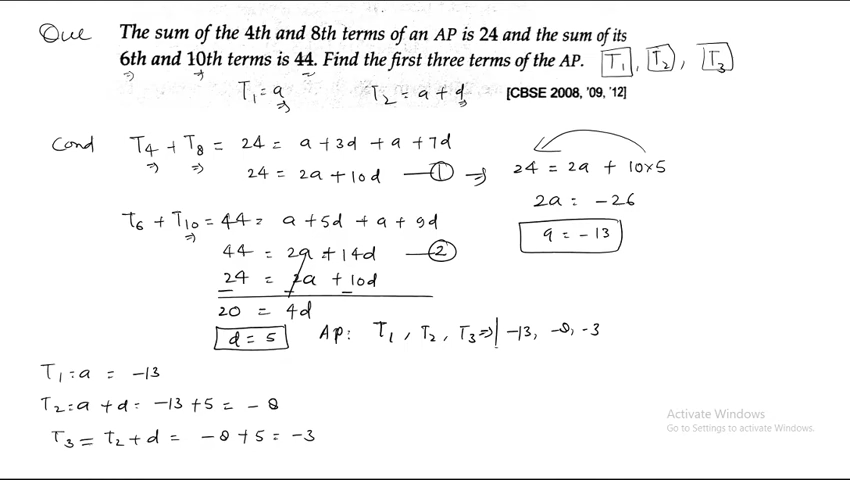 Que The sum of the 4th and 8th terms of an AP is 24 and the sum of its
6th and 10th terms is 44. Find the first three terms of the AP. T₁, T₂, T₃
T₁ = a T₂ = a + d [CBSE 2008, '09, '12]
Cond T₄ + T₈ = 24 = a + 3d + a + 7d
24 = 2a + 10d —① ⇒ 24 = 2a + 10×5
2a = -26
a = -13
T₆ + T₁₀ = 44 = a + 5d + a + 9d
44 = 2a + 14d —②
24 = 2a + 10d
20 = 4d
d = 5 AP: T₁, T₂, T₃ ⇒ | -13, -8, -3
T₁ = a = -13
T₂ = a + d = -13 + 5 = -8
T₃ = T₂ + d = -8 + 5 = -3
Activate Windows
Go to Settings to activate Windows.